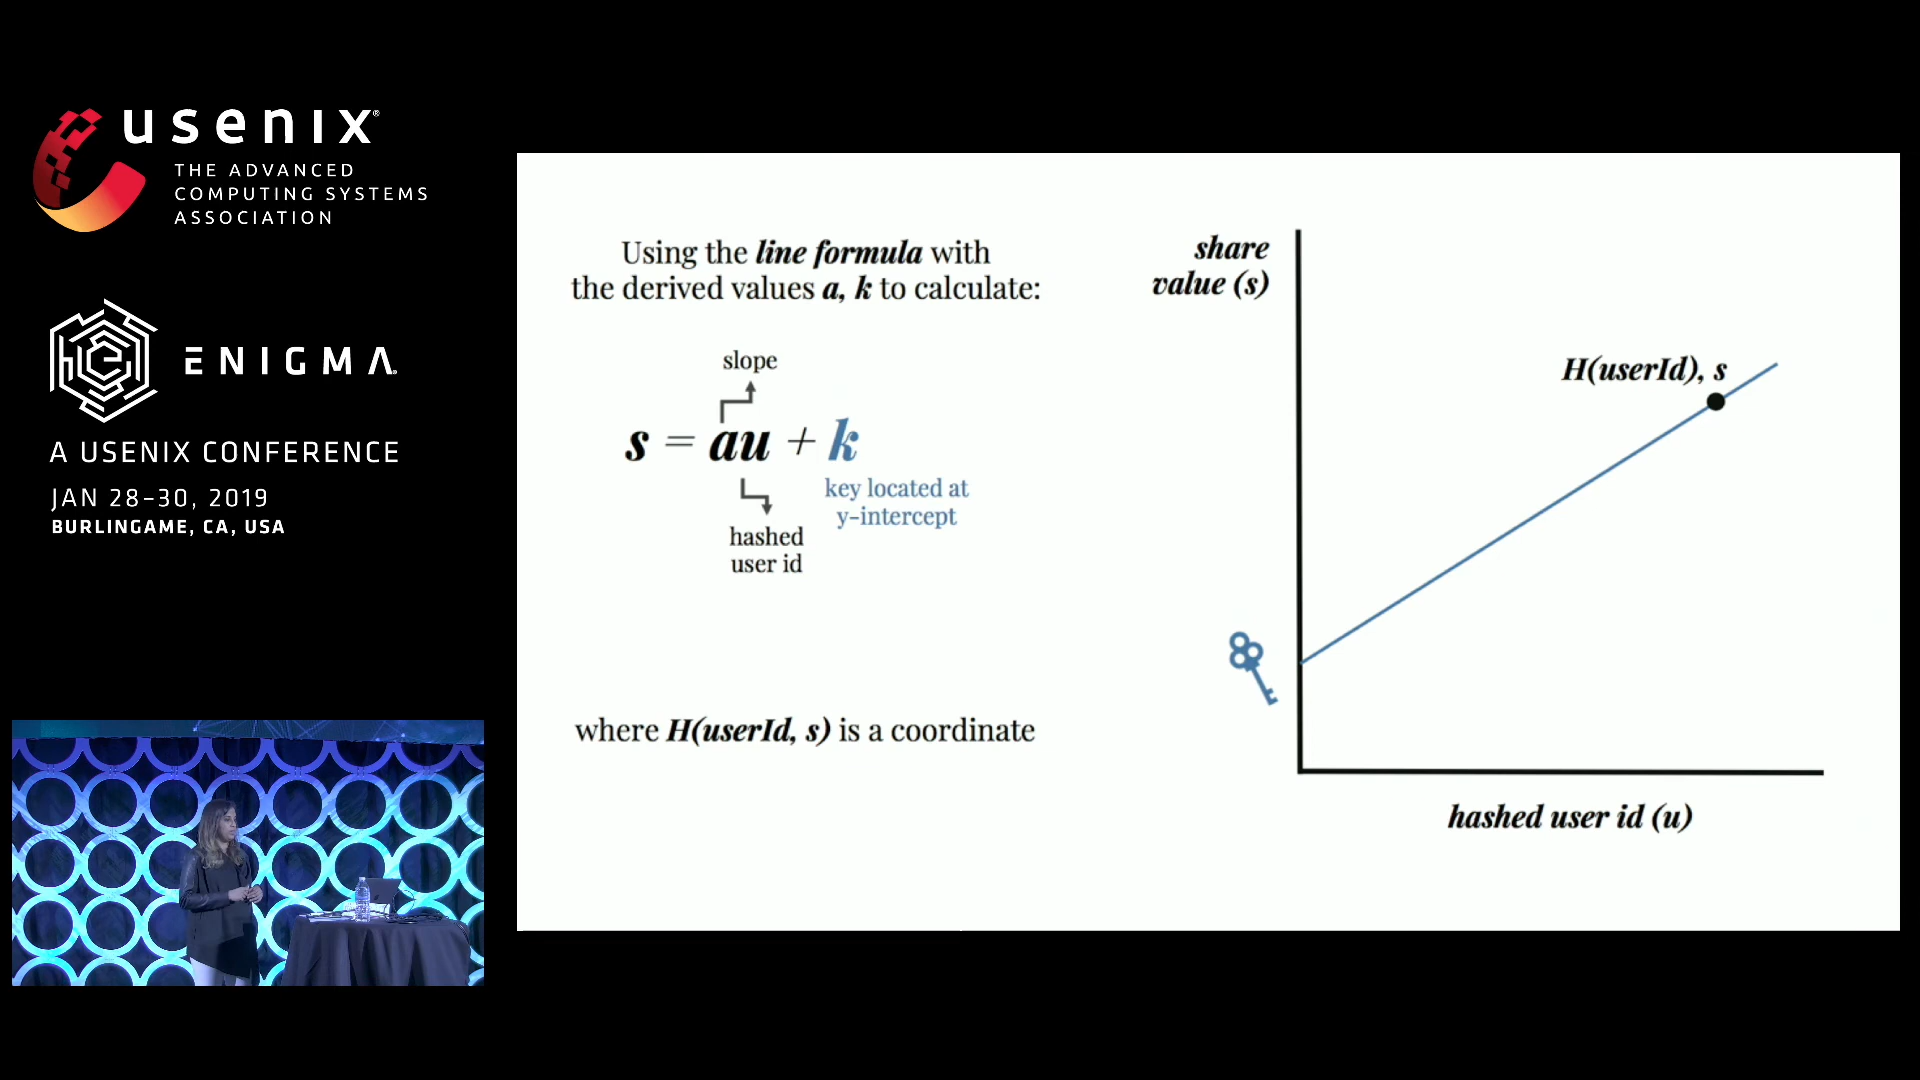 usenix®
THE ADVANCED
COMPUTING SYSTEMS
ASSOCIATION
ENIGMA.
A USENIX CONFERENCE
JAN 28–30, 2019
BURLINGAME, CA, USA
Using the line formula with
the derived values a, k to calculate:
slope
s = au + k
key located at
y-intercept
hashed
user id
where H(userId, s) is a coordinate
share
value (s)
H(userId), s
hashed user id (u)